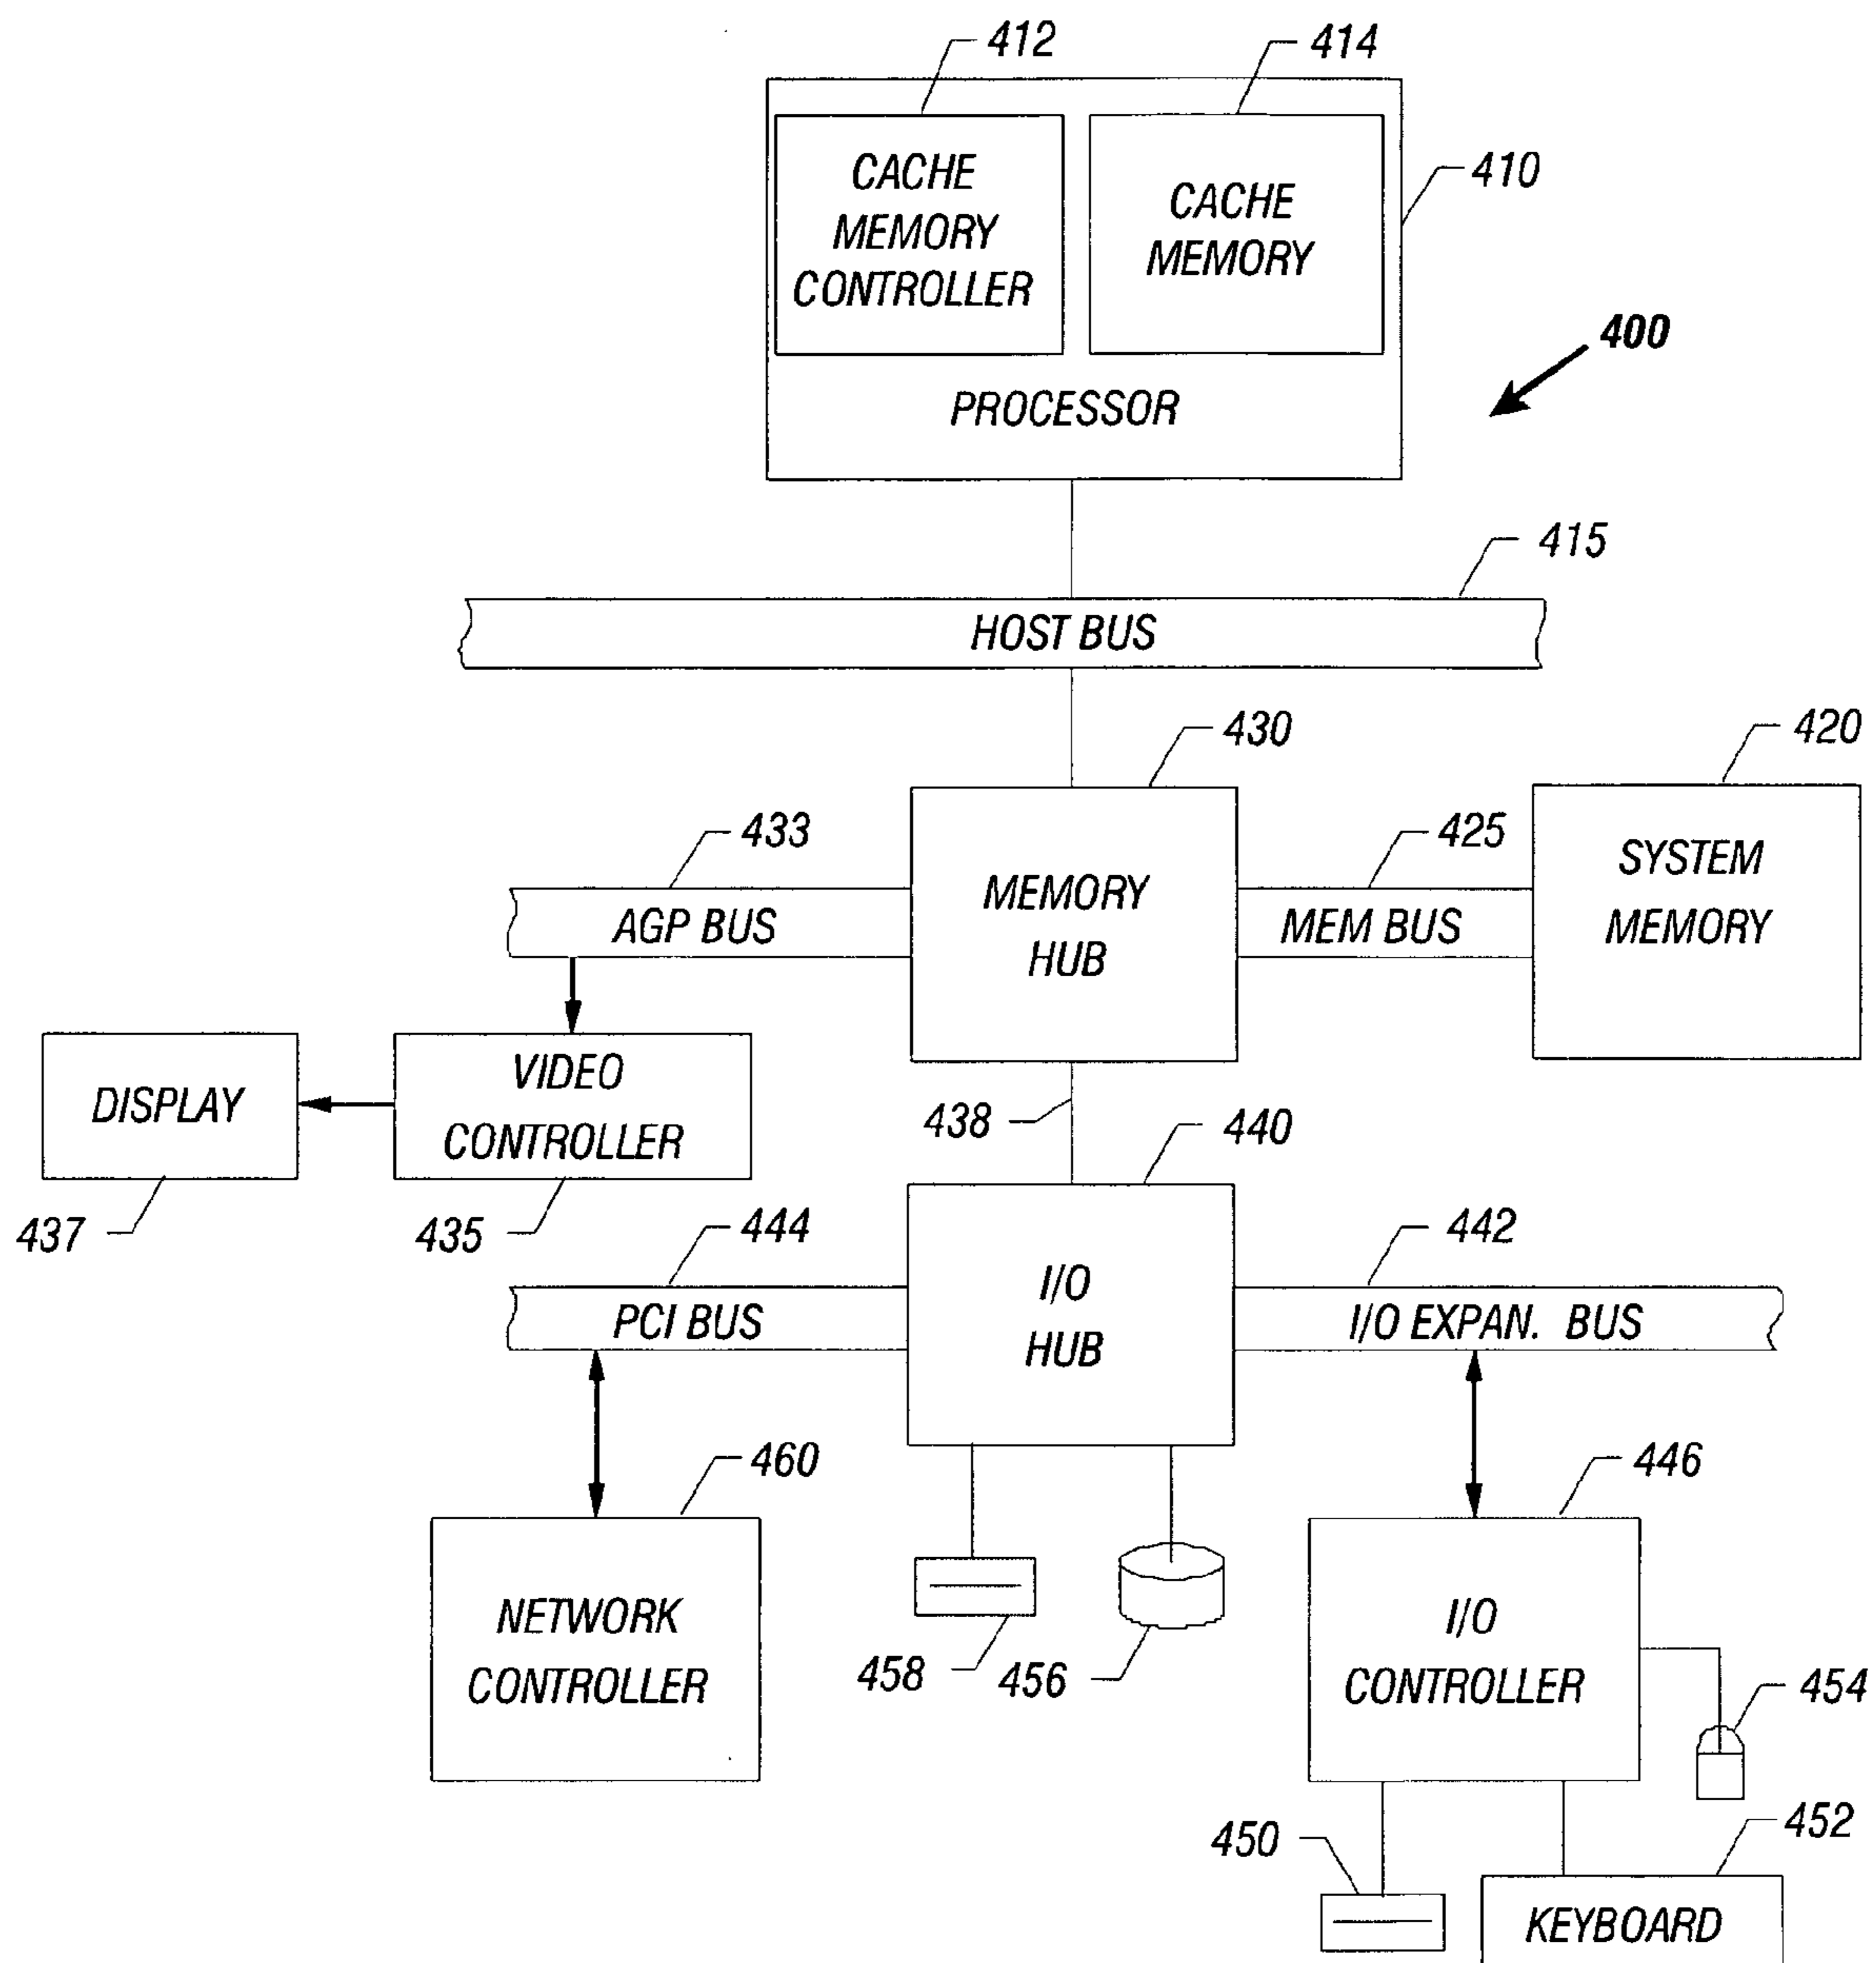 412
414
CACHE
MEMORY
CONTROLLER
CACHE
MEMORY
410
400
PROCESSOR
415
HOST BUS
430
420
433
425
SYSTEM
MEMORY
MEMORY
HUB
AGP BUS
MEM BUS
DISPLAY
VIDEO
CONTROLLER
438
440
437
435
444
442
I/O
HUB
PCI BUS
I/O EXPAN. BUS
460
446
NETWORK
CONTROLLER
458
456
I/O
CONTROLLER
454
450
452
KEYBOARD